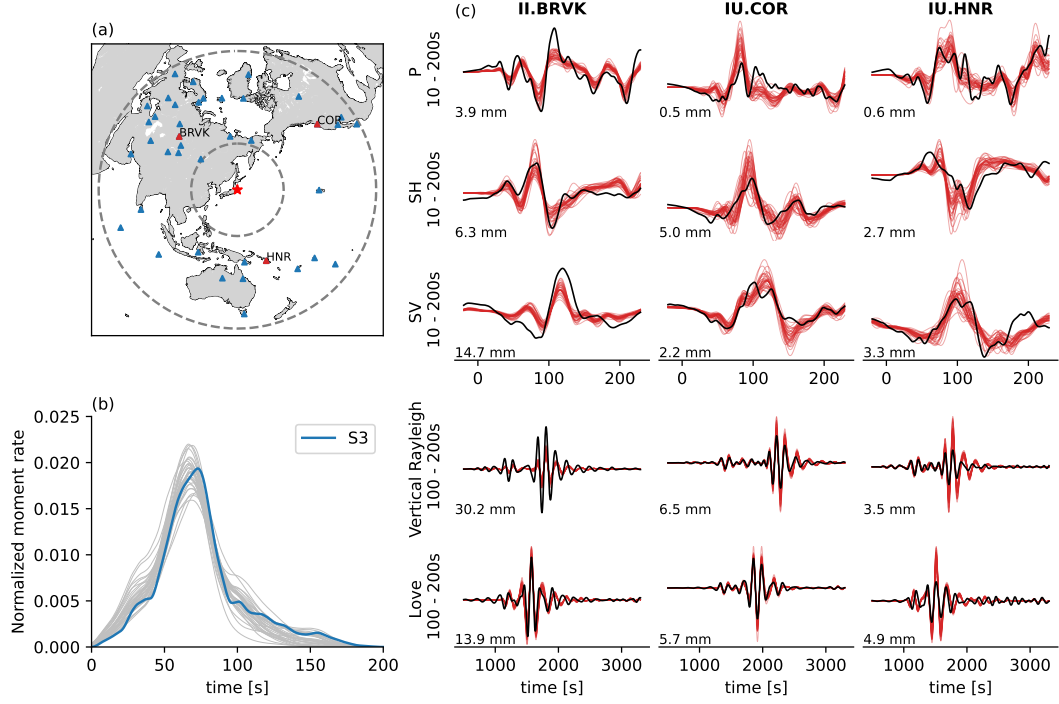 (a)
COR
BRVK
HNR
(b)
Normalized moment rate
0.025
0.020
0.015
0.010
0.005
0.000
S3
0 50 100 150 200
time [s]
(c)
II.BRVK IU.COR IU.HNR
P
10 - 200s
3.9 mm 0.5 mm 0.6 mm
SH
10 - 200s
6.3 mm 5.0 mm 2.7 mm
SV
10 - 200s
14.7 mm 2.2 mm 3.3 mm
0 100 200 0 100 200 0 100 200
Vertical Rayleigh
100 - 200s
30.2 mm 6.5 mm 3.5 mm
Love
100 - 200s
13.9 mm 5.7 mm 4.9 mm
1000 2000 3000 1000 2000 3000 1000 2000 3000
time [s] time [s] time [s]